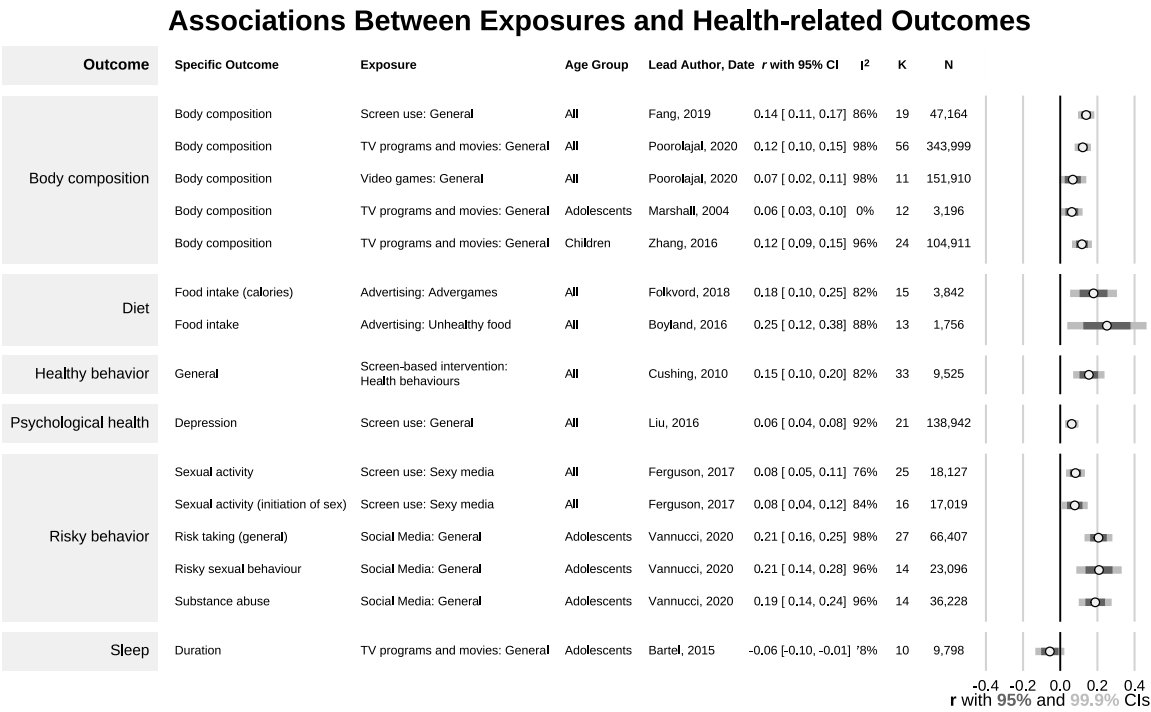 Associations Between Exposures and Health-related Outcomes
Outcome Specific Outcome Exposure Age Group Lead Author, Date r with 95% CI I² K N
Body composition Screen use: General All Fang, 2019 0.14 [ 0.11, 0.17] 86% 19 47,164
Body composition TV programs and movies: General All Poorolajal, 2020 0.12 [ 0.10, 0.15] 98% 56 343,999
Body composition Body composition Video games: General All Poorolajal, 2020 0.07 [ 0.02, 0.11] 98% 11 151,910
Body composition TV programs and movies: General Adolescents Marshall, 2004 0.06 [ 0.03, 0.10] 0% 12 3,196
Body composition TV programs and movies: General Children Zhang, 2016 0.12 [ 0.09, 0.15] 96% 24 104,911
Diet
Food intake (calories) Advertising: Advergames All Folkvord, 2018 0.18 [ 0.10, 0.25] 82% 15 3,842
Food intake Advertising: Unhealthy food All Boyland, 2016 0.25 [ 0.12, 0.38] 88% 13 1,756
Healthy behavior General Screen-based intervention:
Health behaviours All Cushing, 2010 0.15 [ 0.10, 0.20] 82% 33 9,525
Psychological health Depression Screen use: General All Liu, 2016 0.06 [ 0.04, 0.08] 92% 21 138,942
Sexual activity Screen use: Sexy media All Ferguson, 2017 0.08 [ 0.05, 0.11] 76% 25 18,127
Sexual activity (initiation of sex) Screen use: Sexy media All Ferguson, 2017 0.08 [ 0.04, 0.12] 84% 16 17,019
Risky behavior Risk taking (general) Social Media: General Adolescents Vannucci, 2020 0.21 [ 0.16, 0.25] 98% 27 66,407
Risky sexual behaviour Social Media: General Adolescents Vannucci, 2020 0.21 [ 0.14, 0.28] 96% 14 23,096
Substance abuse Social Media: General Adolescents Vannucci, 2020 0.19 [ 0.14, 0.24] 96% 14 36,228
Sleep Duration TV programs and movies: General Adolescents Bartel, 2015 -0.06 [-0.10, -0.01] 10 9,798
-0.4 -0.2 0.0 0.2 0.4
r with 95% and 99.9% CIs